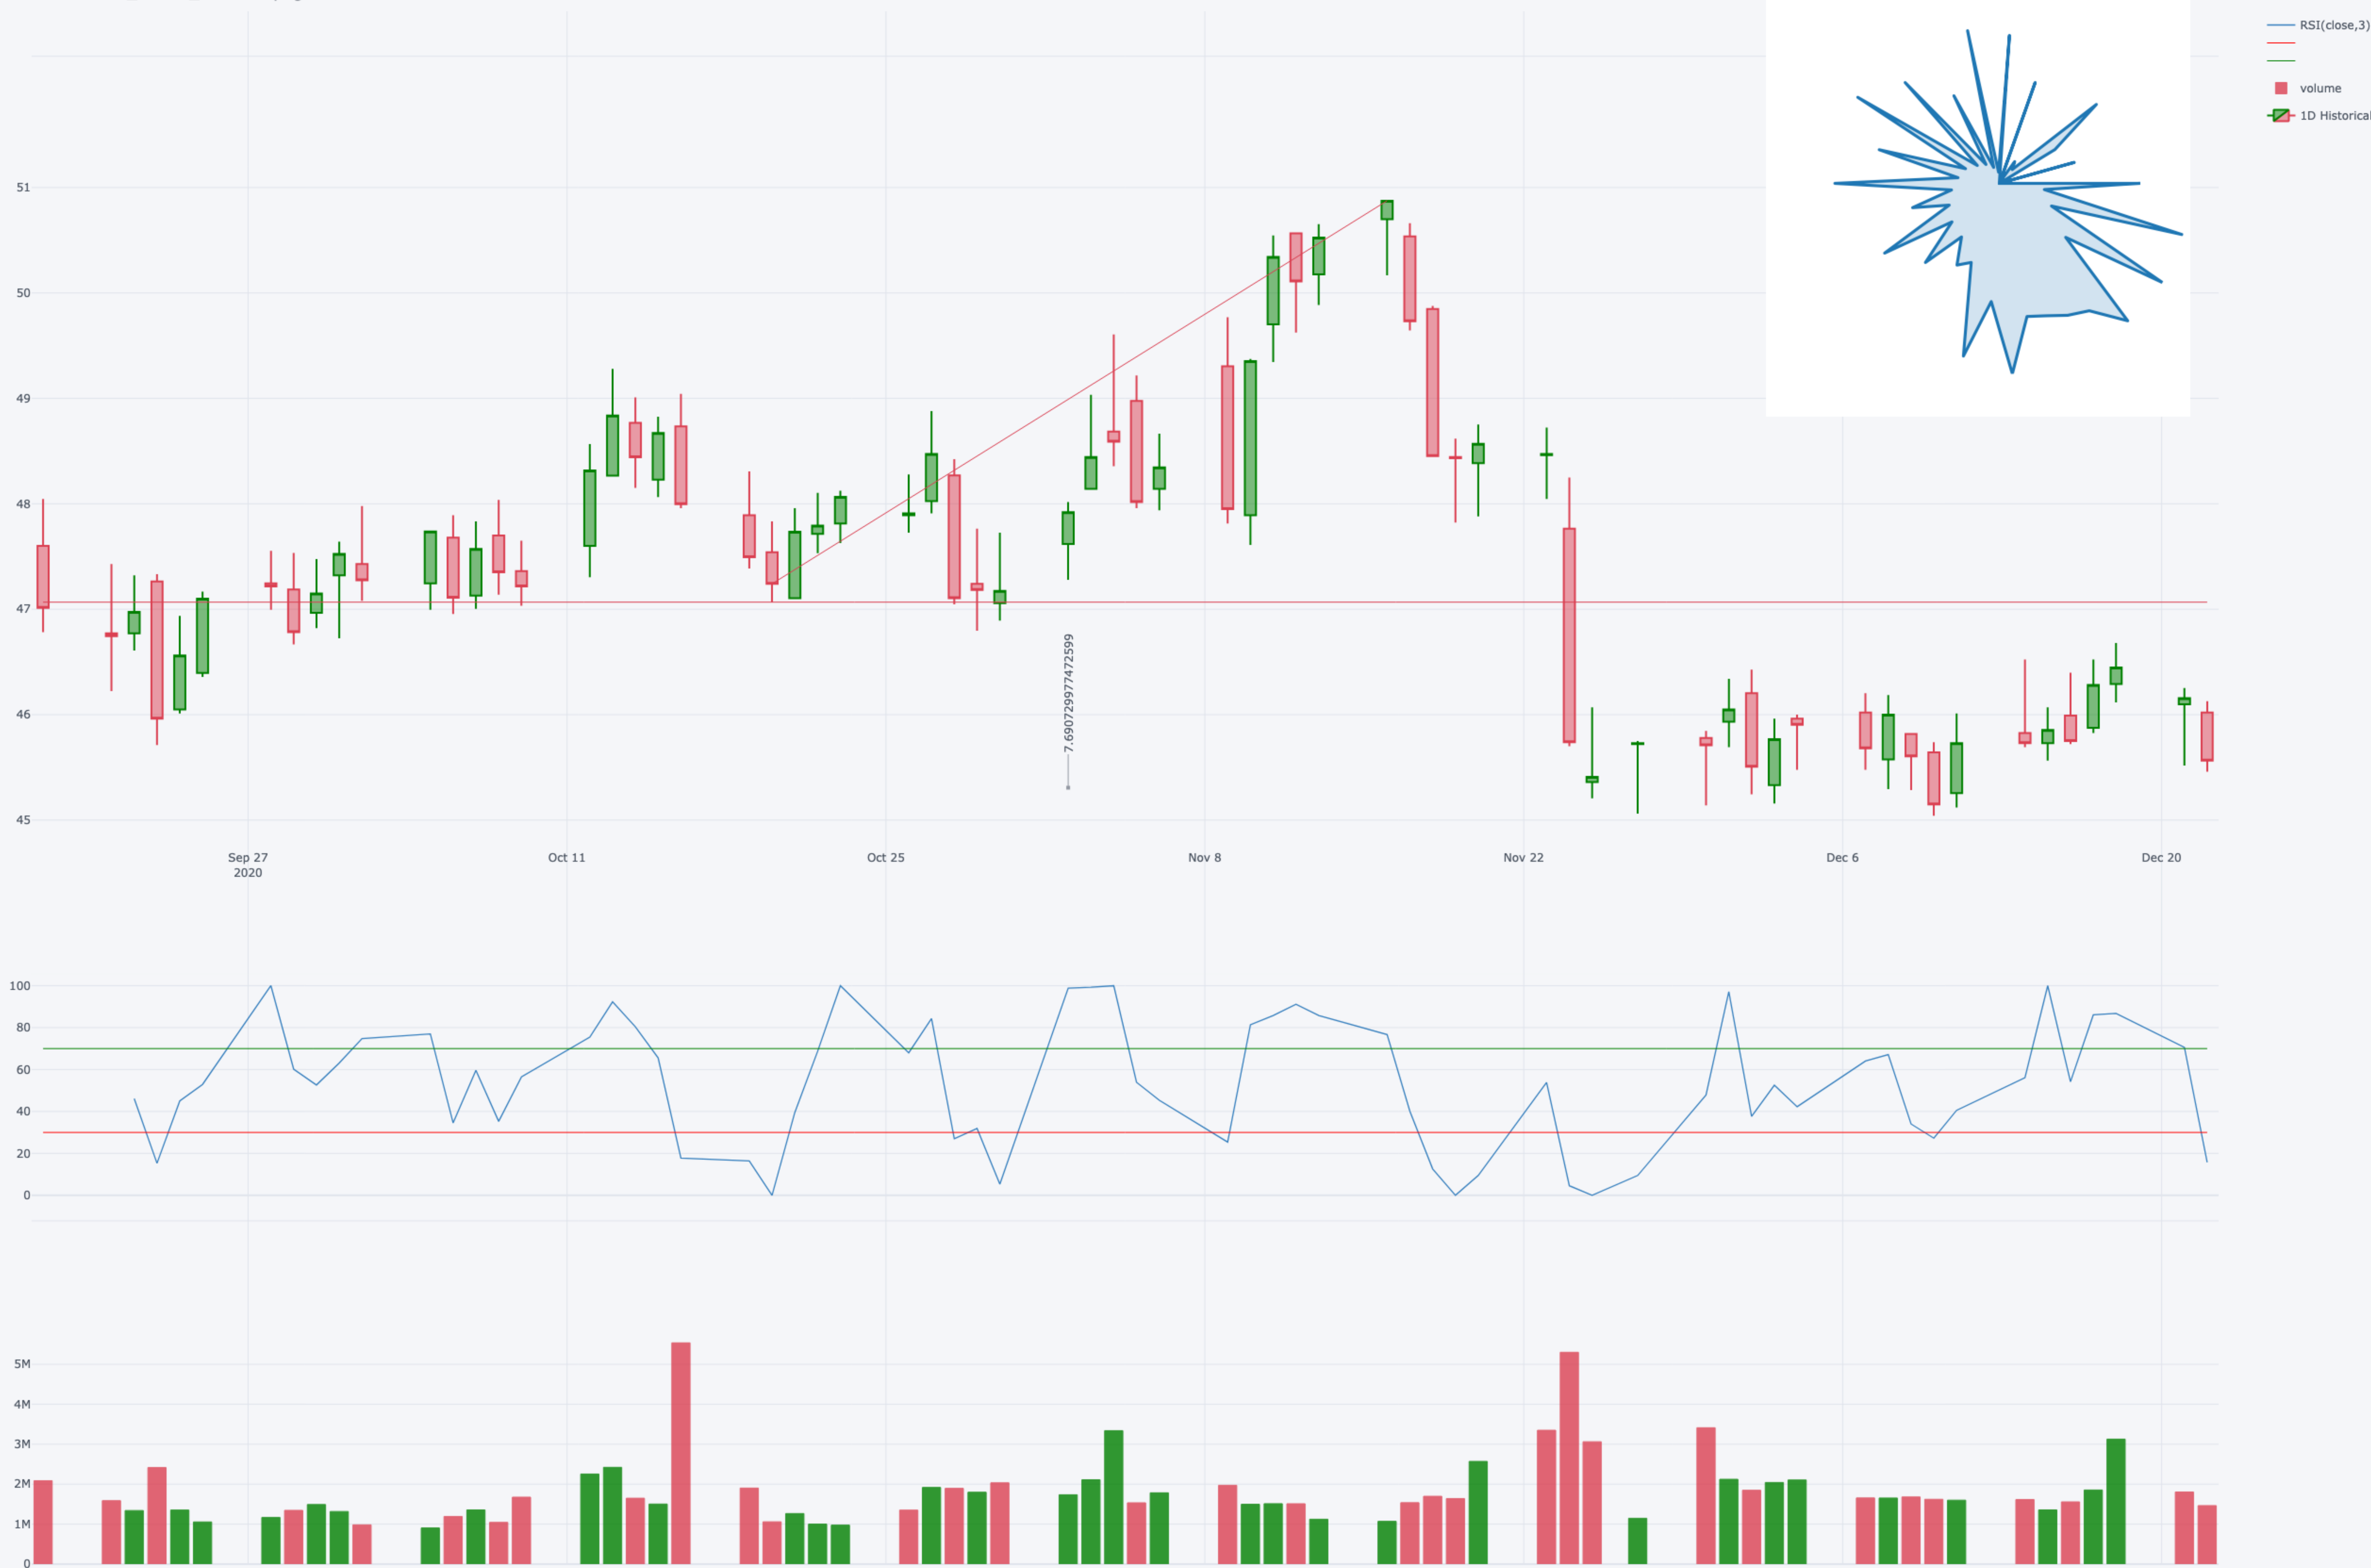 RSI(close,3)
volume
1D Historical
51
50
49
48
47
46
45
7.690729977472599
Sep 27
2020
Oct 11
Oct 25
Nov 8
Nov 22
Dec 6
Dec 20
100
80
60
40
20
0
5M
4M
3M
2M
1M
0